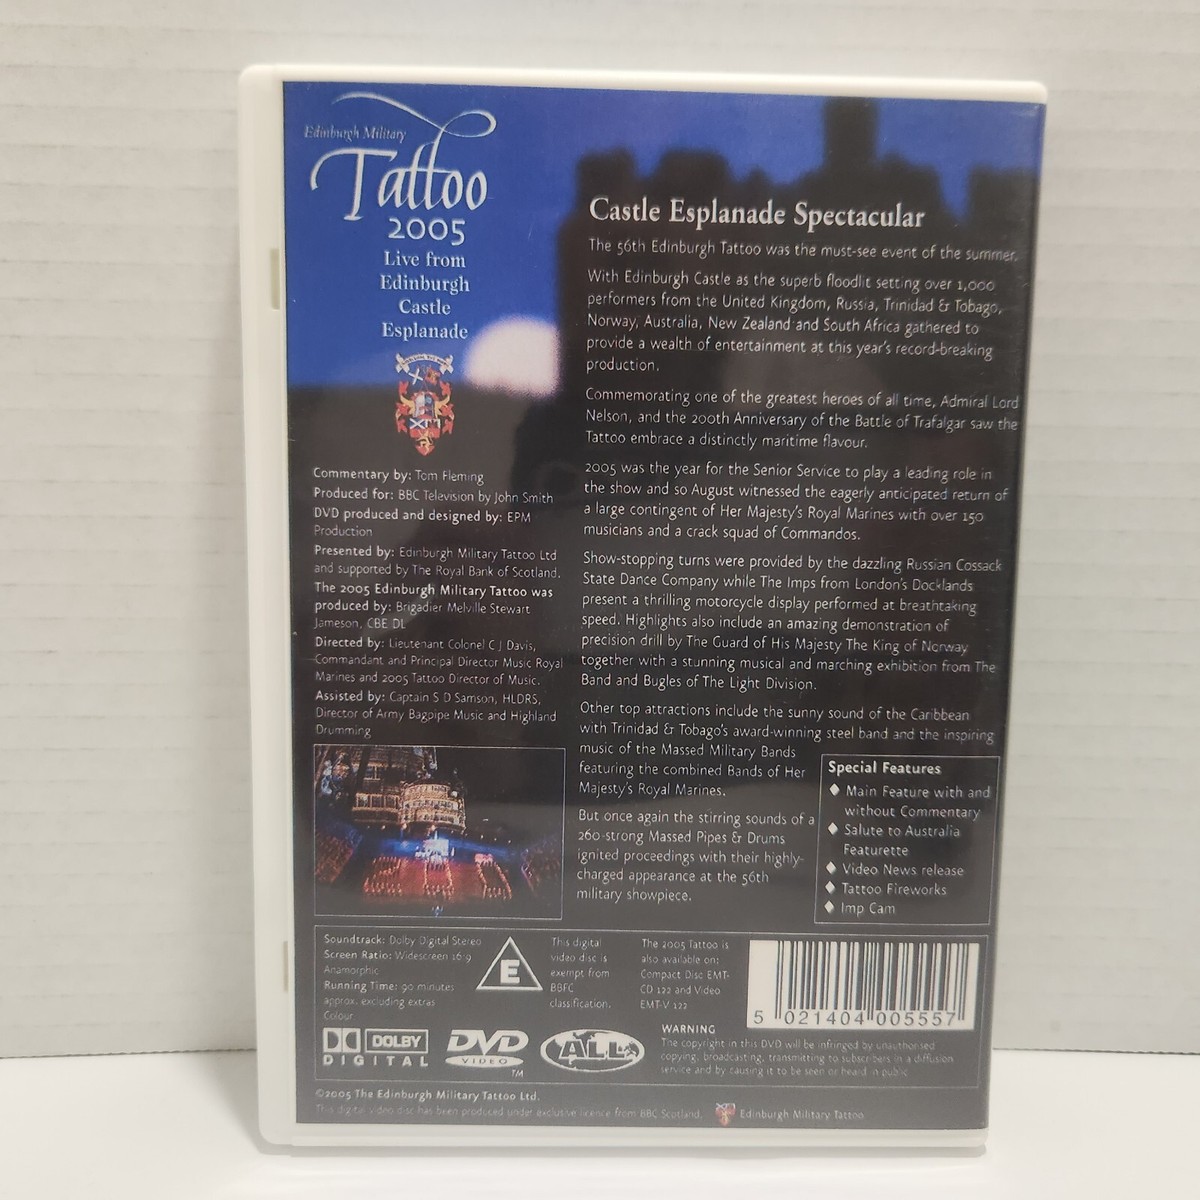 Edinburgh Military
Tattoo
2005
Live from
Edinburgh
Castle
Esplanade
Commentary by: Tom Fleming
Produced for: BBC Television by John Smith
DVD produced and designed by: EPM
Production
Presented by: Edinburgh Military Tattoo Ltd
and supported by The Royal Bank of Scotland.
The 2005 Edinburgh Military Tattoo was
produced by: Brigadier Melville Stewart
Jameson, CBE DL
Directed by: Lieutenant Colonel C J Davis,
Commandant and Principal Director Music Royal
Marines and 2005 Tattoo Director of Music.
Assisted by: Captain S D Samson, HLDRS,
Director of Army Bagpipe Music and Highland
Drumming
Castle Esplanade Spectacular
The 56th Edinburgh Tattoo was the must-see event of the summer.
With Edinburgh Castle as the superb floodlit setting over 1,000
performers from the United Kingdom, Russia, Trinidad & Tobago,
Norway, Australia, New Zealand and South Africa gathered to
provide a wealth of entertainment at this year's record-breaking
production.
Commemorating one of the greatest heroes of all time, Admiral Lord
Nelson, and the 200th Anniversary of the Battle of Trafalgar saw the
Tattoo embrace a distinctly maritime flavour.
2005 was the year for the Senior Service to play a leading role in
the show and so August witnessed the eagerly anticipated return of
a large contingent of Her Majesty's Royal Marines with over 150
musicians and a crack squad of Commandos.
Show-stopping turns were provided by the dazzling Russian Cossack
State Dance Company while The Imps from London's Docklands
present a thrilling motorcycle display performed at breathtaking
speed. Highlights also include an amazing demonstration of
precision drill by The Guard of His Majesty The King of Norway
together with a stunning musical and marching exhibition from The
Band and Bugles of The Light Division.
Other top attractions include the sunny sound of the Caribbean
with Trinidad & Tobago's award-winning steel band and the inspiring
music of the Massed Military Bands
featuring the combined Bands of Her
Majesty's Royal Marines.
But once again the stirring sounds of a
260-strong Massed Pipes & Drums
ignited proceedings with their highly-
charged appearance at the 56th
military showpiece.
Special Features
♦ Main Feature with and
without Commentary
♦ Salute to Australia
Featurette
♦ Video News release
♦ Tattoo Fireworks
♦ Imp Cam
Soundtrack: Dolby Digital Stereo
Screen Ratio: Widescreen 16:9
Anamorphic
Running Time: 90 minutes
approx. excluding extras
Colour
E
This digital
video disc is
exempt from
BBFC
classification.
The 2005 Tattoo is
also available on:
Compact Disc EMT-
CD 122 and Video
EMT-V 122
5 021404 005557
DOLBY
DIGITAL
DVD
VIDEO
TM
ALL
WARNING
The copyright in this DVD will be infringed by unauthorised
copying, broadcasting, transmitting to subscribers in a diffusion
service and by causing it to be seen or heard in public
©2005 The Edinburgh Military Tattoo Ltd.
This digital video disc has been produced under exclusive licence from BBC Scotland.
Edinburgh Military Tattoo